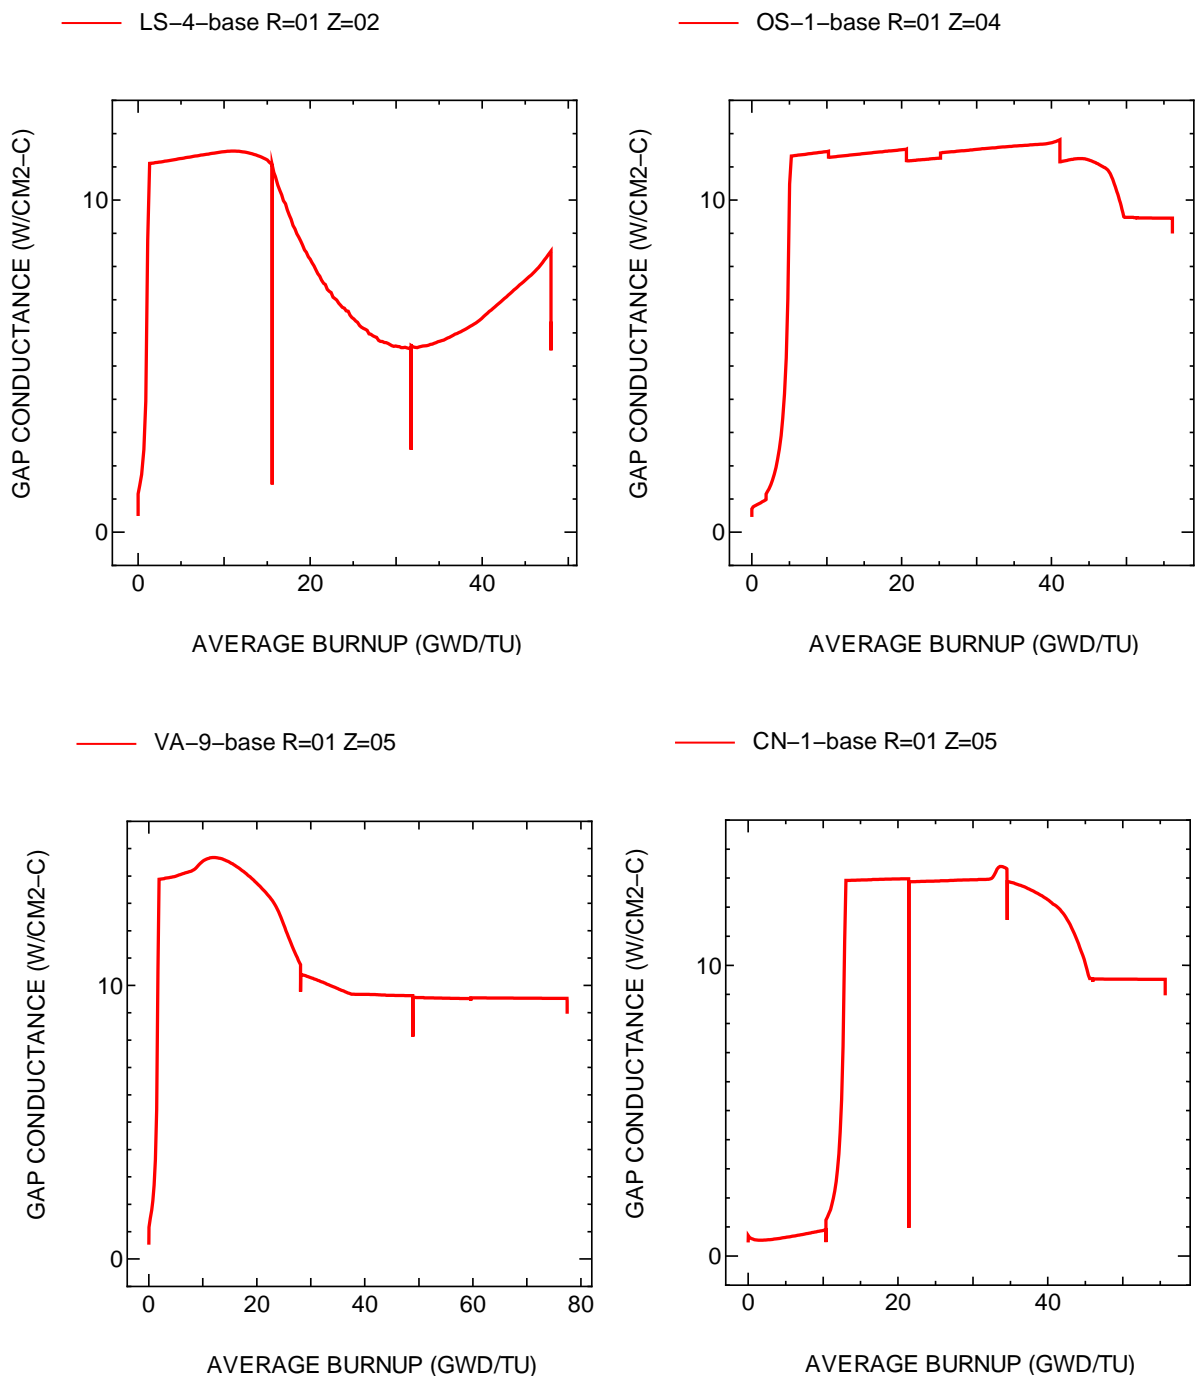 LS−4−base R=01 Z=02
GAP CONDUCTANCE (W/CM2−C)
10
0
0 20 40
AVERAGE BURNUP (GWD/TU)
OS−1−base R=01 Z=04
GAP CONDUCTANCE (W/CM2−C)
10
0
0 20 40
AVERAGE BURNUP (GWD/TU)
VA−9−base R=01 Z=05
GAP CONDUCTANCE (W/CM2−C)
10
0
0 20 40 60 80
AVERAGE BURNUP (GWD/TU)
CN−1−base R=01 Z=05
GAP CONDUCTANCE (W/CM2−C)
10
0
0 20 40
AVERAGE BURNUP (GWD/TU)